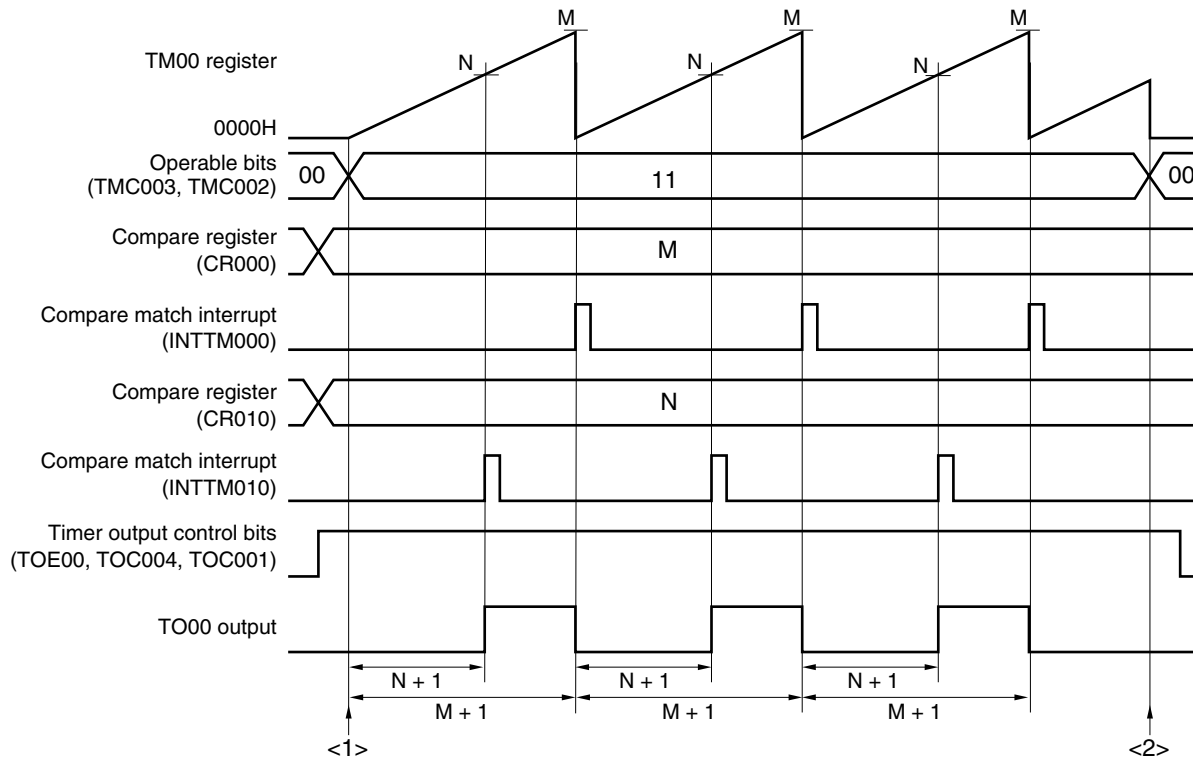 M M M
TM00 register
N N N
0000H
Operable bits
(TMC003, TMC002)
00 11 00
Compare register
(CR000)
M
Compare match interrupt
(INTTM000)
Compare register
(CR010)
N
Compare match interrupt
(INTTM010)
Timer output control bits
(TOE00, TOC004, TOC001)
TO00 output
N + 1 N + 1 N + 1
M + 1 M + 1 M + 1
<1> <2>